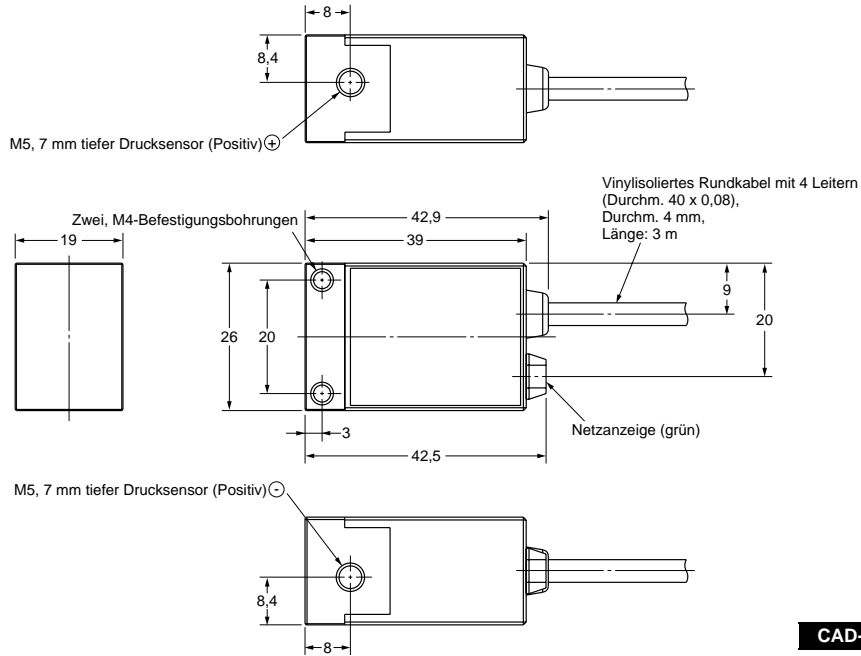 8
8,4
M5, 7 mm tiefer Drucksensor (Positiv) ⊕
Vinylisoliertes Rundkabel mit 4 Leitern
(Durchm. 40 x 0,08),
Durchm. 4 mm,
Länge: 3 m
Zwei, M4-Befestigungsbohrungen
42,9
19
39
9
26
20
20
3
Netzanzeige (grün)
42,5
M5, 7 mm tiefer Drucksensor (Positiv) ⊖
8,4
8
CAD-